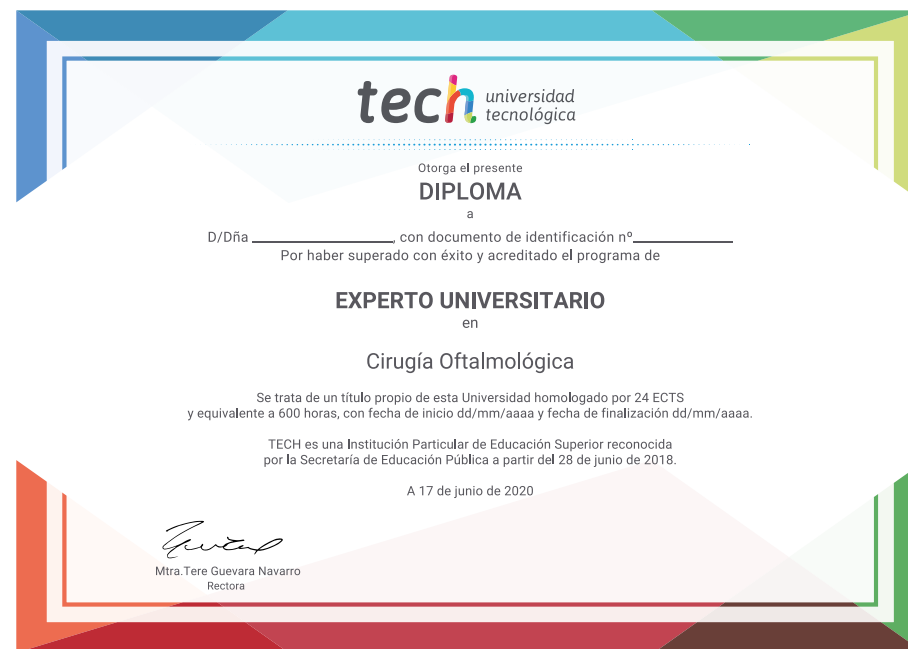 tech universidad
tecnológica
Otorga el presente
DIPLOMA
a
D/Dña ____________________, con documento de identificación nº______________
Por haber superado con éxito y acreditado el programa de
EXPERTO UNIVERSITARIO
en
Cirugía Oftalmológica
Se trata de un título propio de esta Universidad homologado por 24 ECTS
y equivalente a 600 horas, con fecha de inicio dd/mm/aaaa y fecha de finalización dd/mm/aaaa.
TECH es una Institución Particular de Educación Superior reconocida
por la Secretaría de Educación Pública a partir del 28 de junio de 2018.
A 17 de junio de 2020
Mtra.Tere Guevara Navarro
Rectora